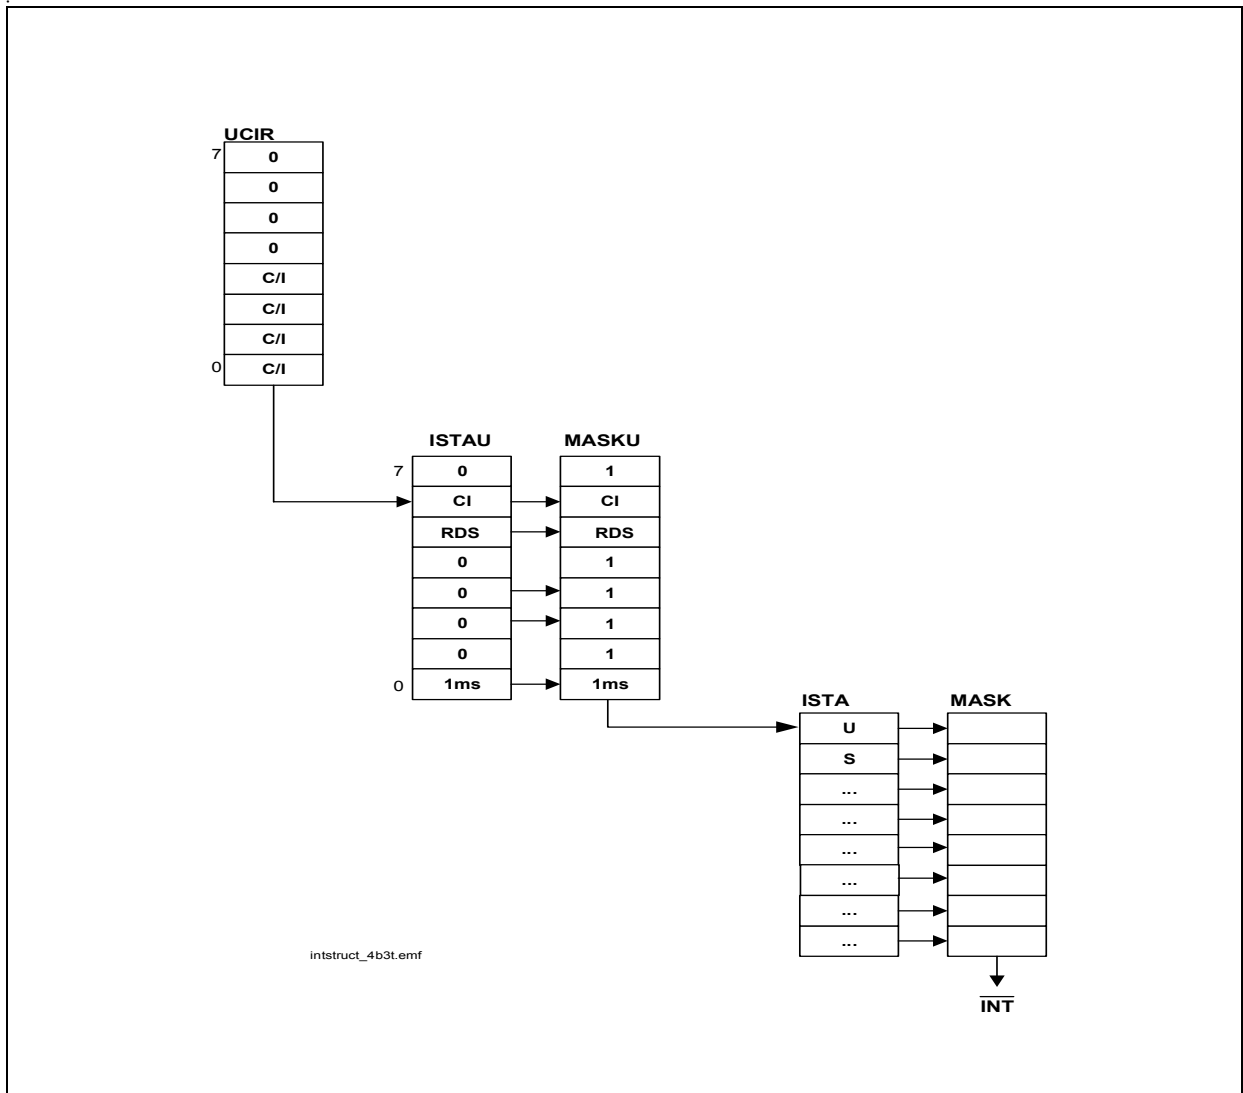 UCIR
7 0
0
0
0
C/I
C/I
C/I
0 C/I
ISTAU MASKU
7 0 1
CI CI
RDS RDS
0 1
0 1
0 1
0 1
0 1ms 1ms
ISTA MASK
U
S
...
...
...
...
...
...
intstruct_4b3t.emf
INT